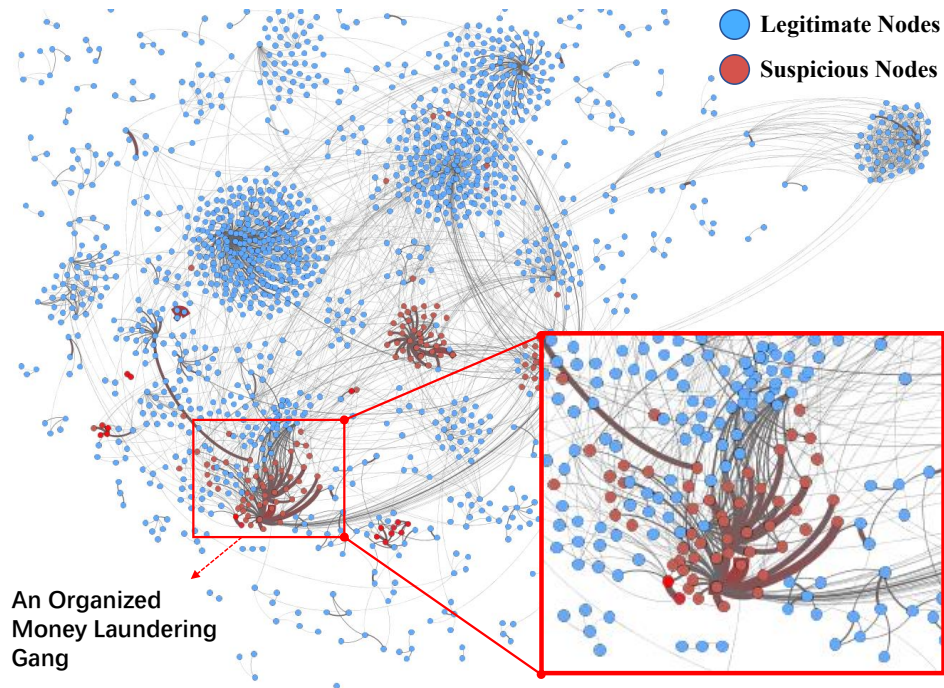 Legitimate Nodes
Suspicious Nodes
An Organized
Money Laundering
Gang